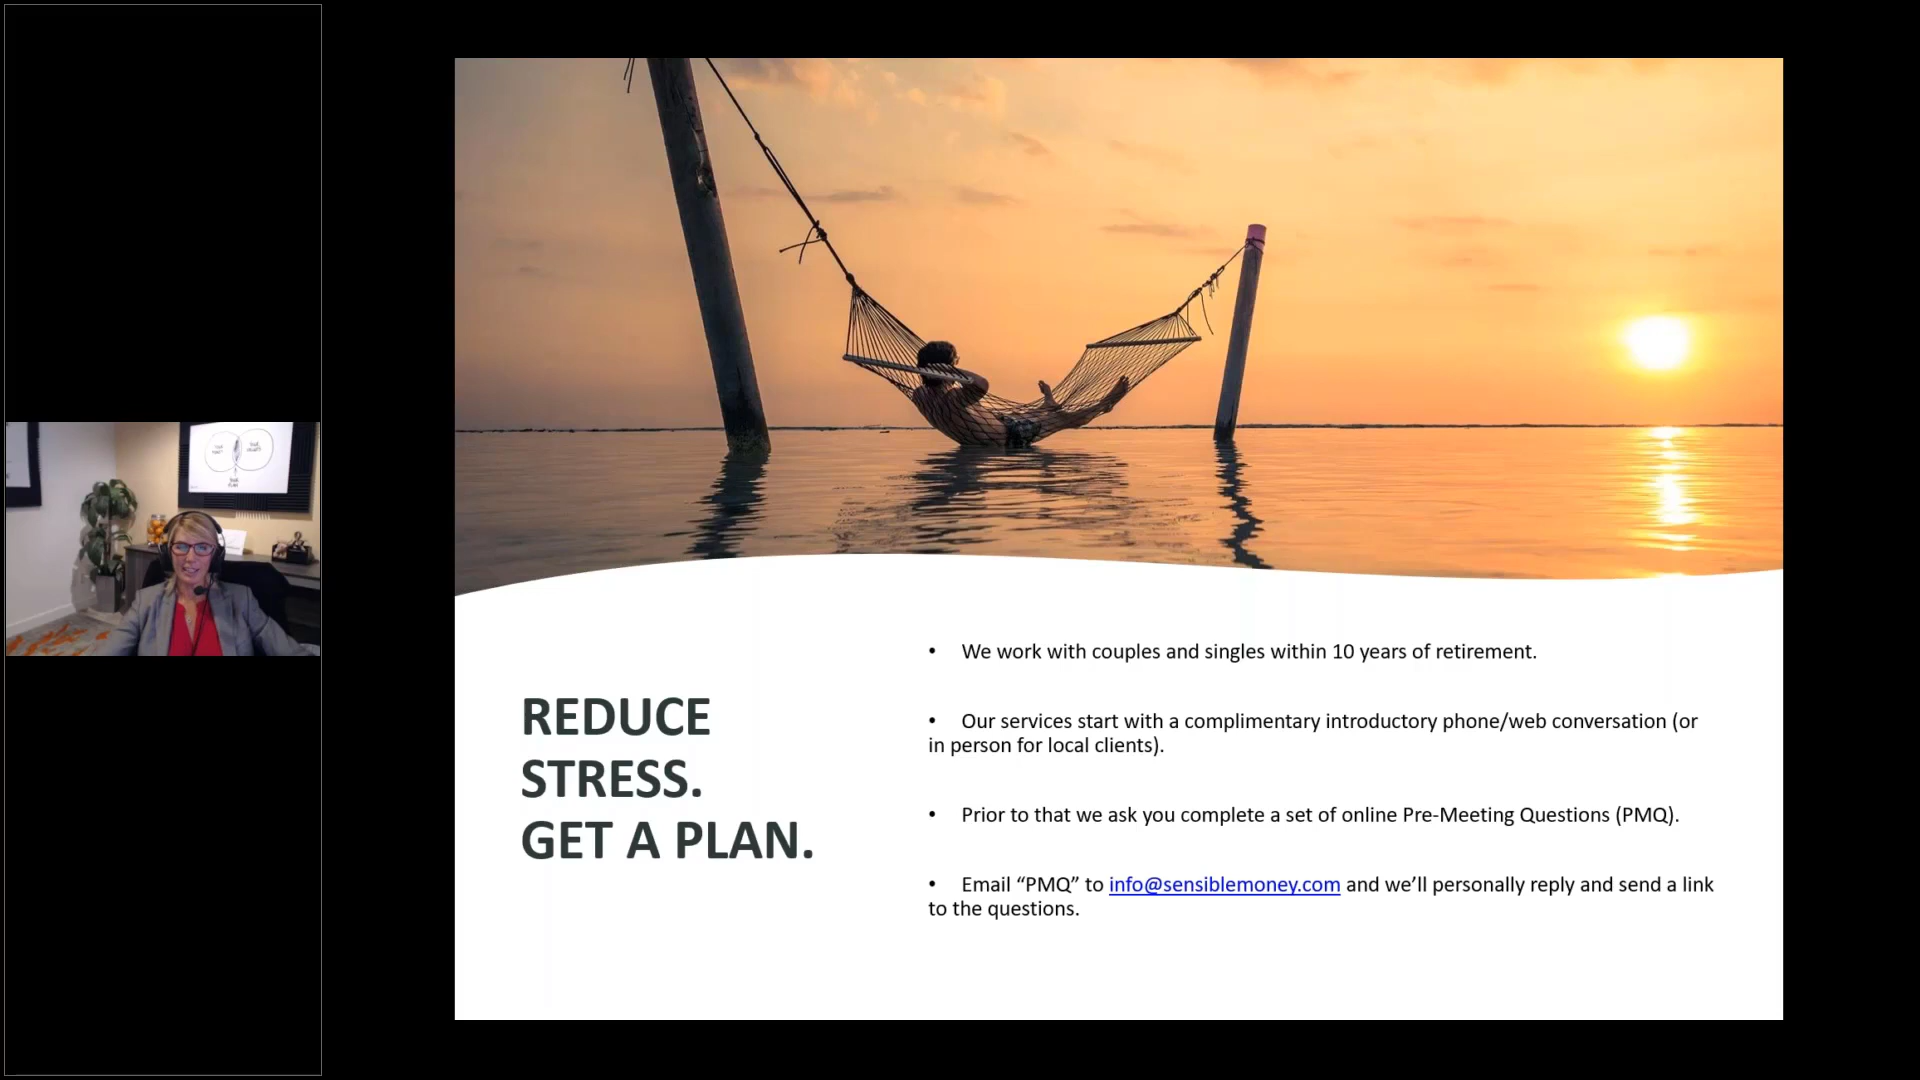 REDUCE
STRESS.
GET A PLAN.
• We work with couples and singles within 10 years of retirement.
• Our services start with a complimentary introductory phone/web conversation (or
in person for local clients).
• Prior to that we ask you complete a set of online Pre-Meeting Questions (PMQ).
• Email “PMQ” to info@sensiblemoney.com and we’ll personally reply and send a link
to the questions.